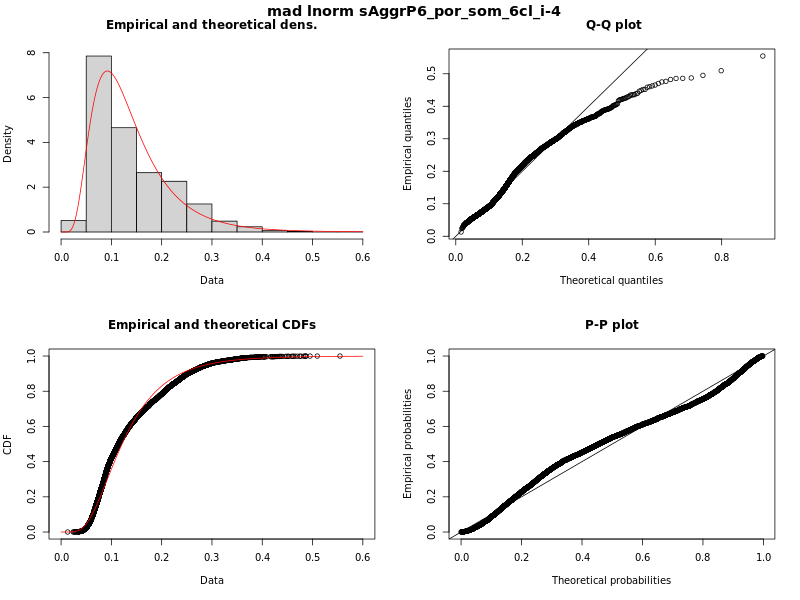 mad lnorm sAggrP6_por_som_6cl_i-4
Empirical and theoretical dens.
Density
0 2 4 6 8
0.0 0.1 0.2 0.3 0.4 0.5 0.6
Data
Q-Q plot
Empirical quantiles
0.0 0.1 0.2 0.3 0.4 0.5
0.0 0.2 0.4 0.6 0.8
Theoretical quantiles
Empirical and theoretical CDFs
CDF
0.0 0.2 0.4 0.6 0.8 1.0
0.0 0.1 0.2 0.3 0.4 0.5 0.6
Data
P-P plot
Empirical probabilities
0.0 0.2 0.4 0.6 0.8 1.0
0.0 0.2 0.4 0.6 0.8 1.0
Theoretical probabilities